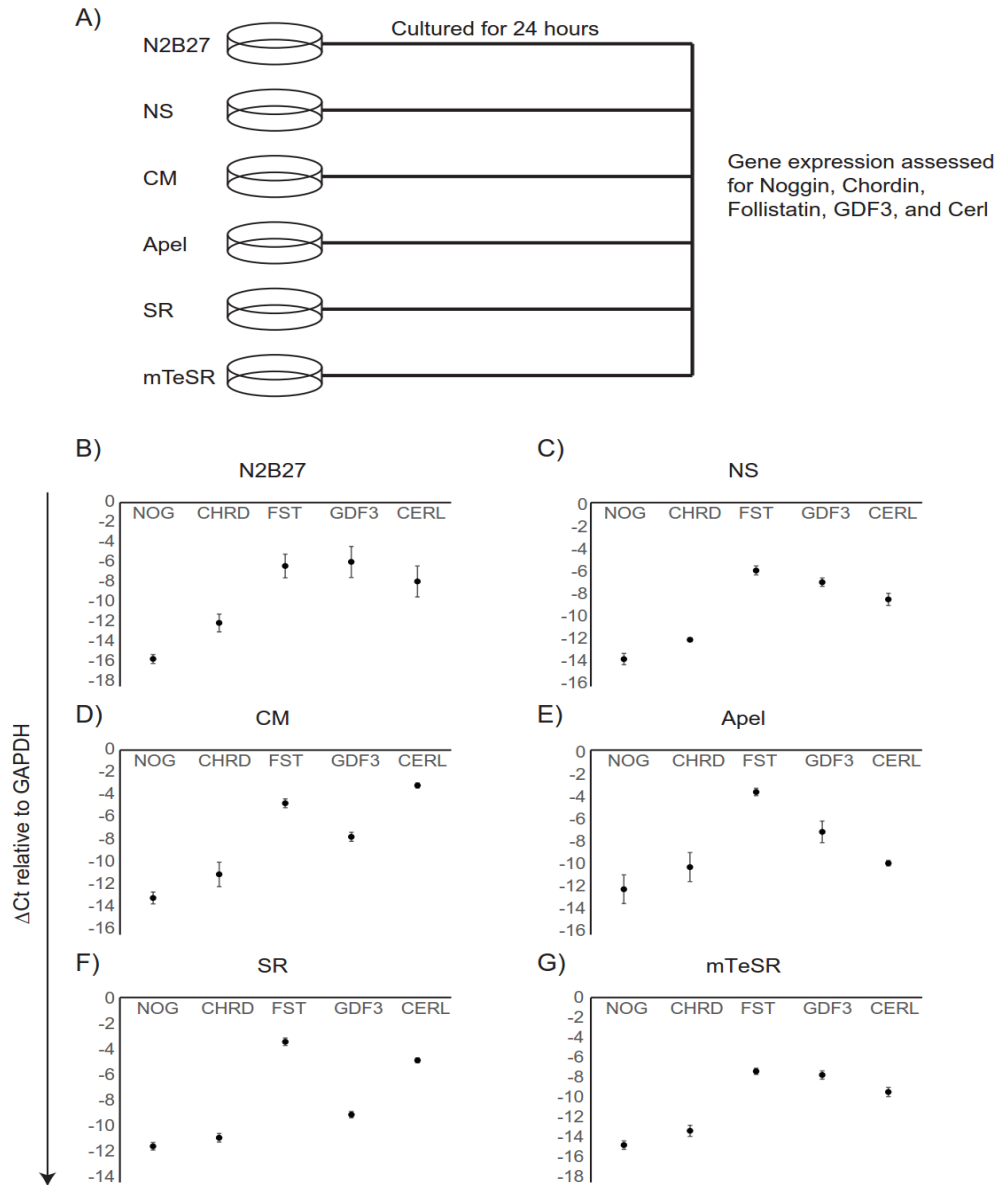 A)
N2B27
Cultured for 24 hours
NS
CM
Apel
SR
mTeSR
Gene expression assessed
for Noggin, Chordin,
Follistatin, GDF3, and Cerl
ΔCt relative to GAPDH
B)
N2B27
0
-2
-4
-6
-8
-10
-12
-14
-16
-18
NOG CHRD FST GDF3 CERL
C)
NS
0
-2
-4
-6
-8
-10
-12
-14
-16
NOG CHRD FST GDF3 CERL
D)
CM
0
-2
-4
-6
-8
-10
-12
-14
-16
NOG CHRD FST GDF3 CERL
E)
Apel
0
-2
-4
-6
-8
-10
-12
-14
-16
NOG CHRD FST GDF3 CERL
F)
SR
0
-2
-4
-6
-8
-10
-12
-14
NOG CHRD FST GDF3 CERL
G)
mTeSR
0
-2
-4
-6
-8
-10
-12
-14
-16
-18
NOG CHRD FST GDF3 CERL